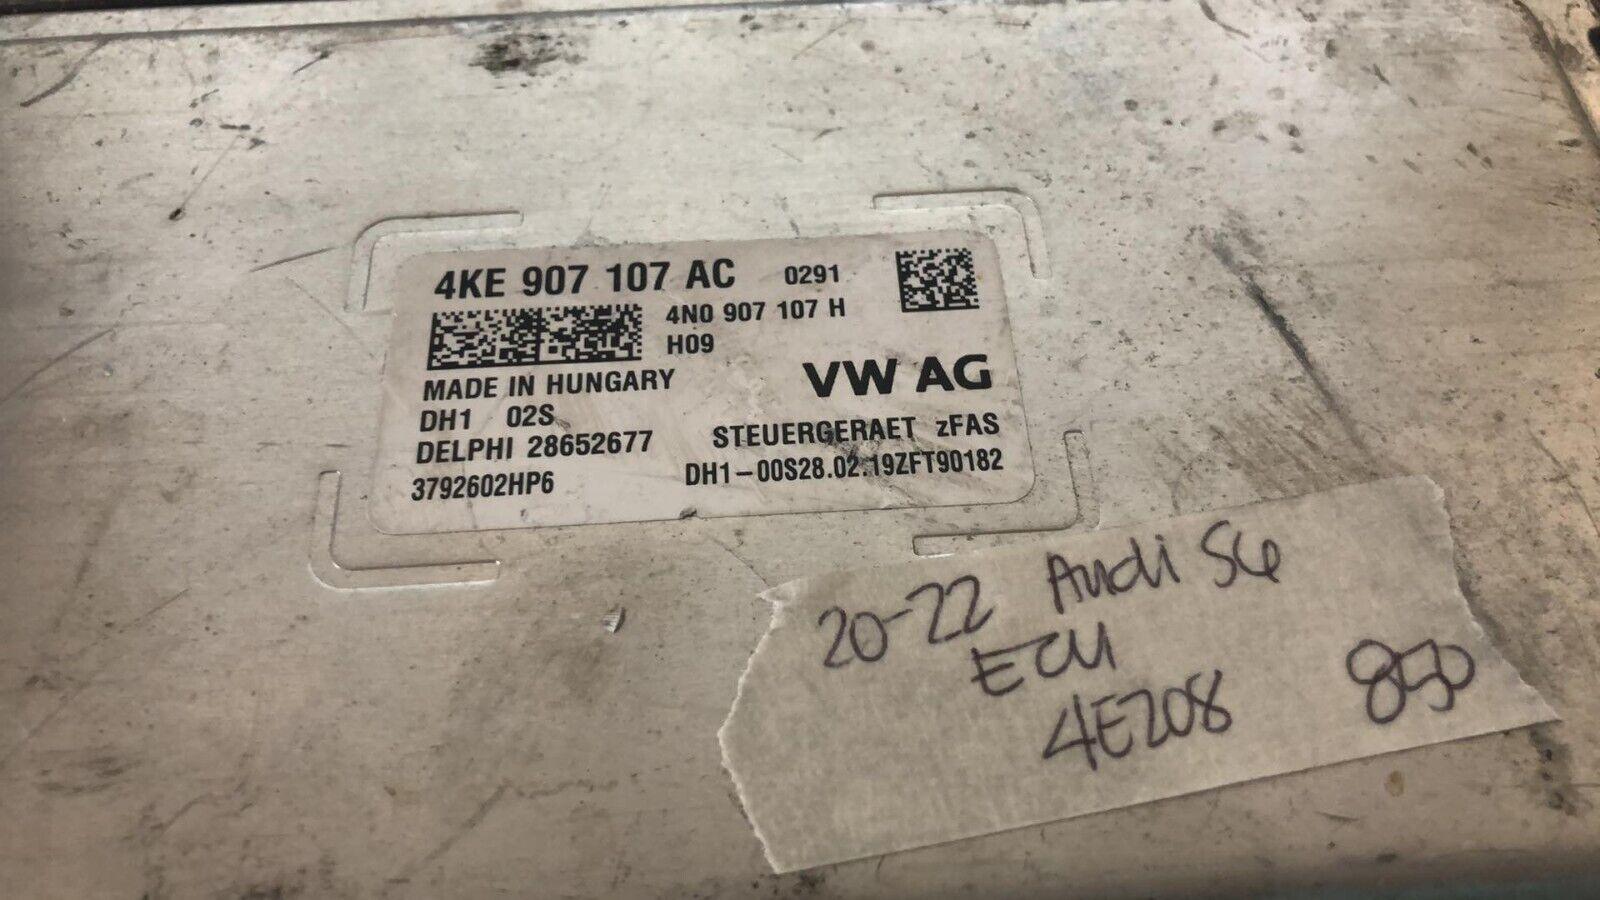 4KE 907 107 AC 0291
4N0 907 107 H
H09
MADE IN HUNGARY
VW AG
DH1 02S
STEUERGERAET zFAS
DELPHI 28652677
DH1-00S28.02.19ZFT90182
3792602HP6
20-22 Audi S6
ECU
4E208 850